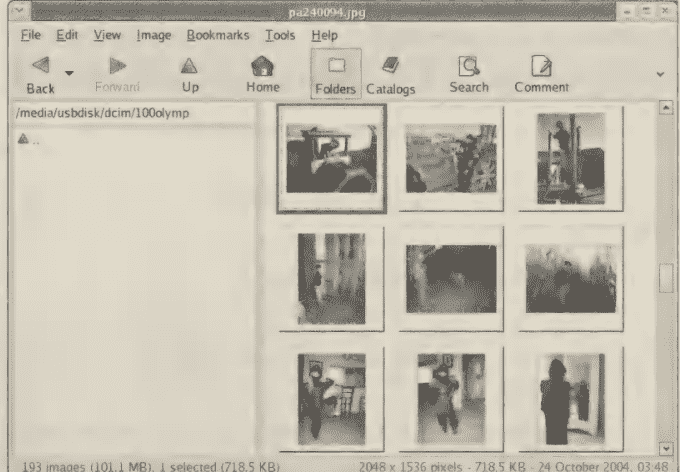 pa240094.jpg
File Edit View Image Bookmarks Tools Help
Back Forward Up Home Folders Catalogs Search Comment
/media/usbdisk/dcim/100olymp
..
193 images (101.1 MB), 1 selected (718.5 KB) 2048 x 1536 pixels - 718.5 KB - 24 October 2004, 03:48